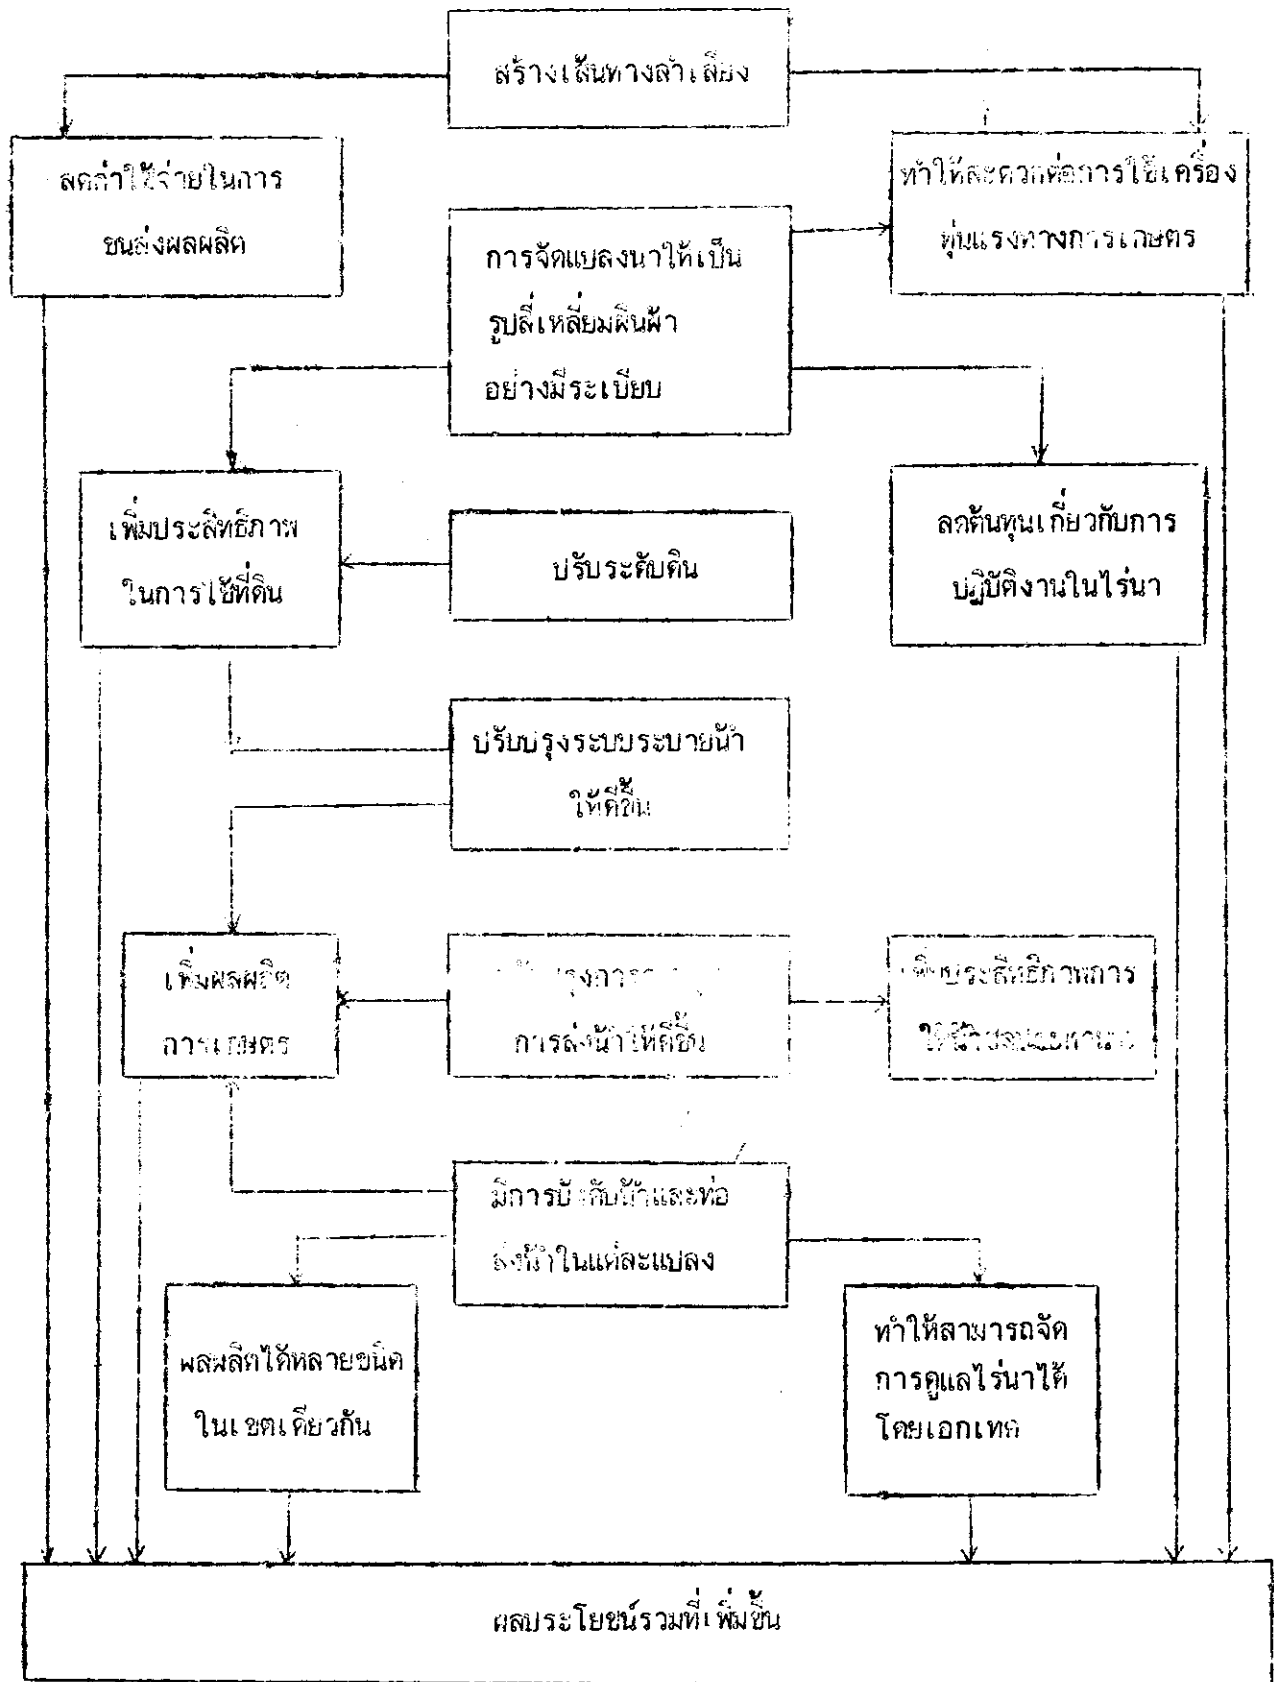 สร้างเส้นทางลำเลียง
ลดค่าใช้จ่ายในการ
ขนส่งผลผลิต
ทำให้สะดวกต่อการใช้เครื่อง
ทุ่นแรงทางการเกษตร
การจัดแปลงนาให้เป็น
รูปสี่เหลี่ยมผืนผ้า
อย่างมีระเบียบ
เพิ่มประสิทธิภาพ
ในการใช้ที่ดิน
ปรับระดับดิน
ลดต้นทุนเกี่ยวกับการ
ปฏิบัติงานในไร่นา
ปรับปรุงระบบระบายน้ำ
ให้ดีขึ้น
เพิ่มผลผลิต
การเกษตร
การส่งน้ำให้ดีขึ้น
เพิ่มประสิทธิภาพการ
มีการบังคับน้ำและท่อ
ส่งน้ำในแต่ละแปลง
ผลผลิตได้หลายชนิด
ในเขตเดียวกัน
ทำให้สามารถจัด
การดูแลไร่นาได้
โดยเอกเทศ
ผลประโยชน์รวมที่เพิ่มขึ้น